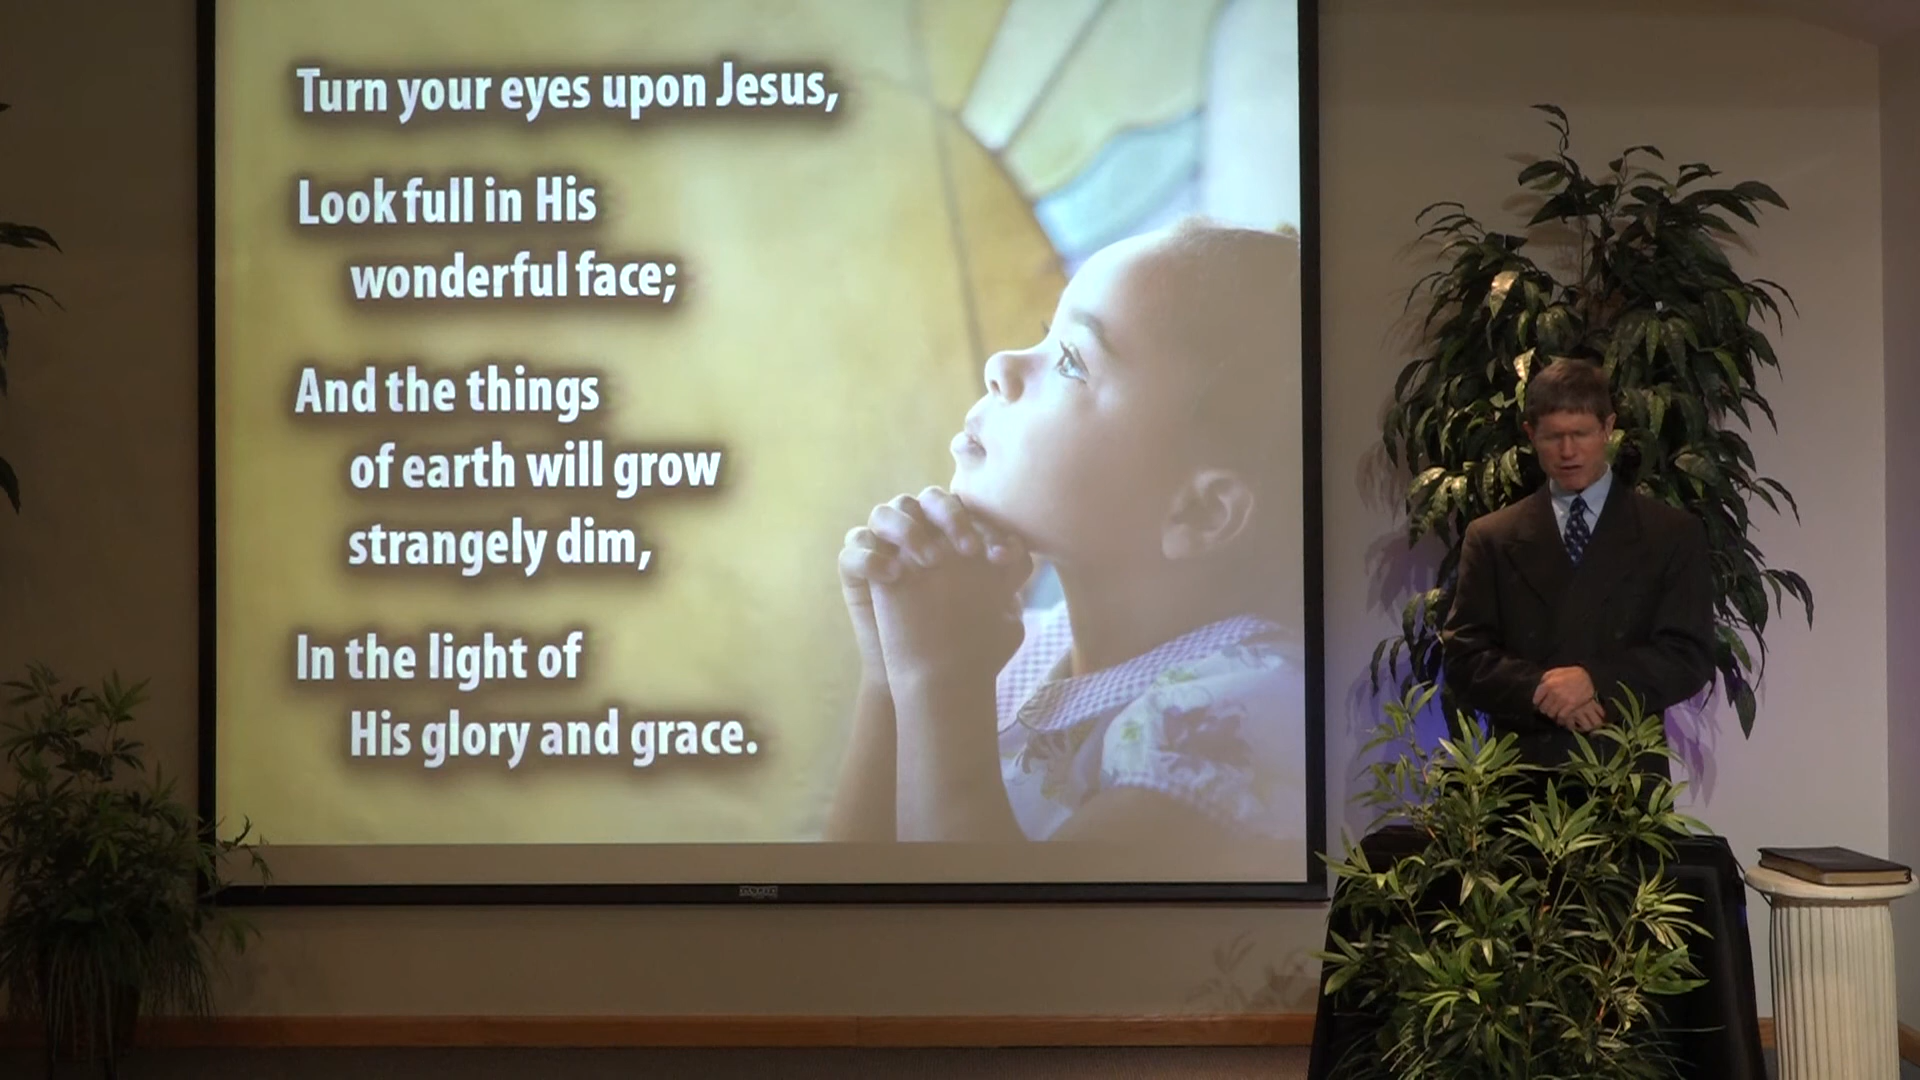 Turn your eyes upon Jesus,
Look full in His
wonderful face;
And the things
of earth will grow
strangely dim,
In the light of
His glory and grace.